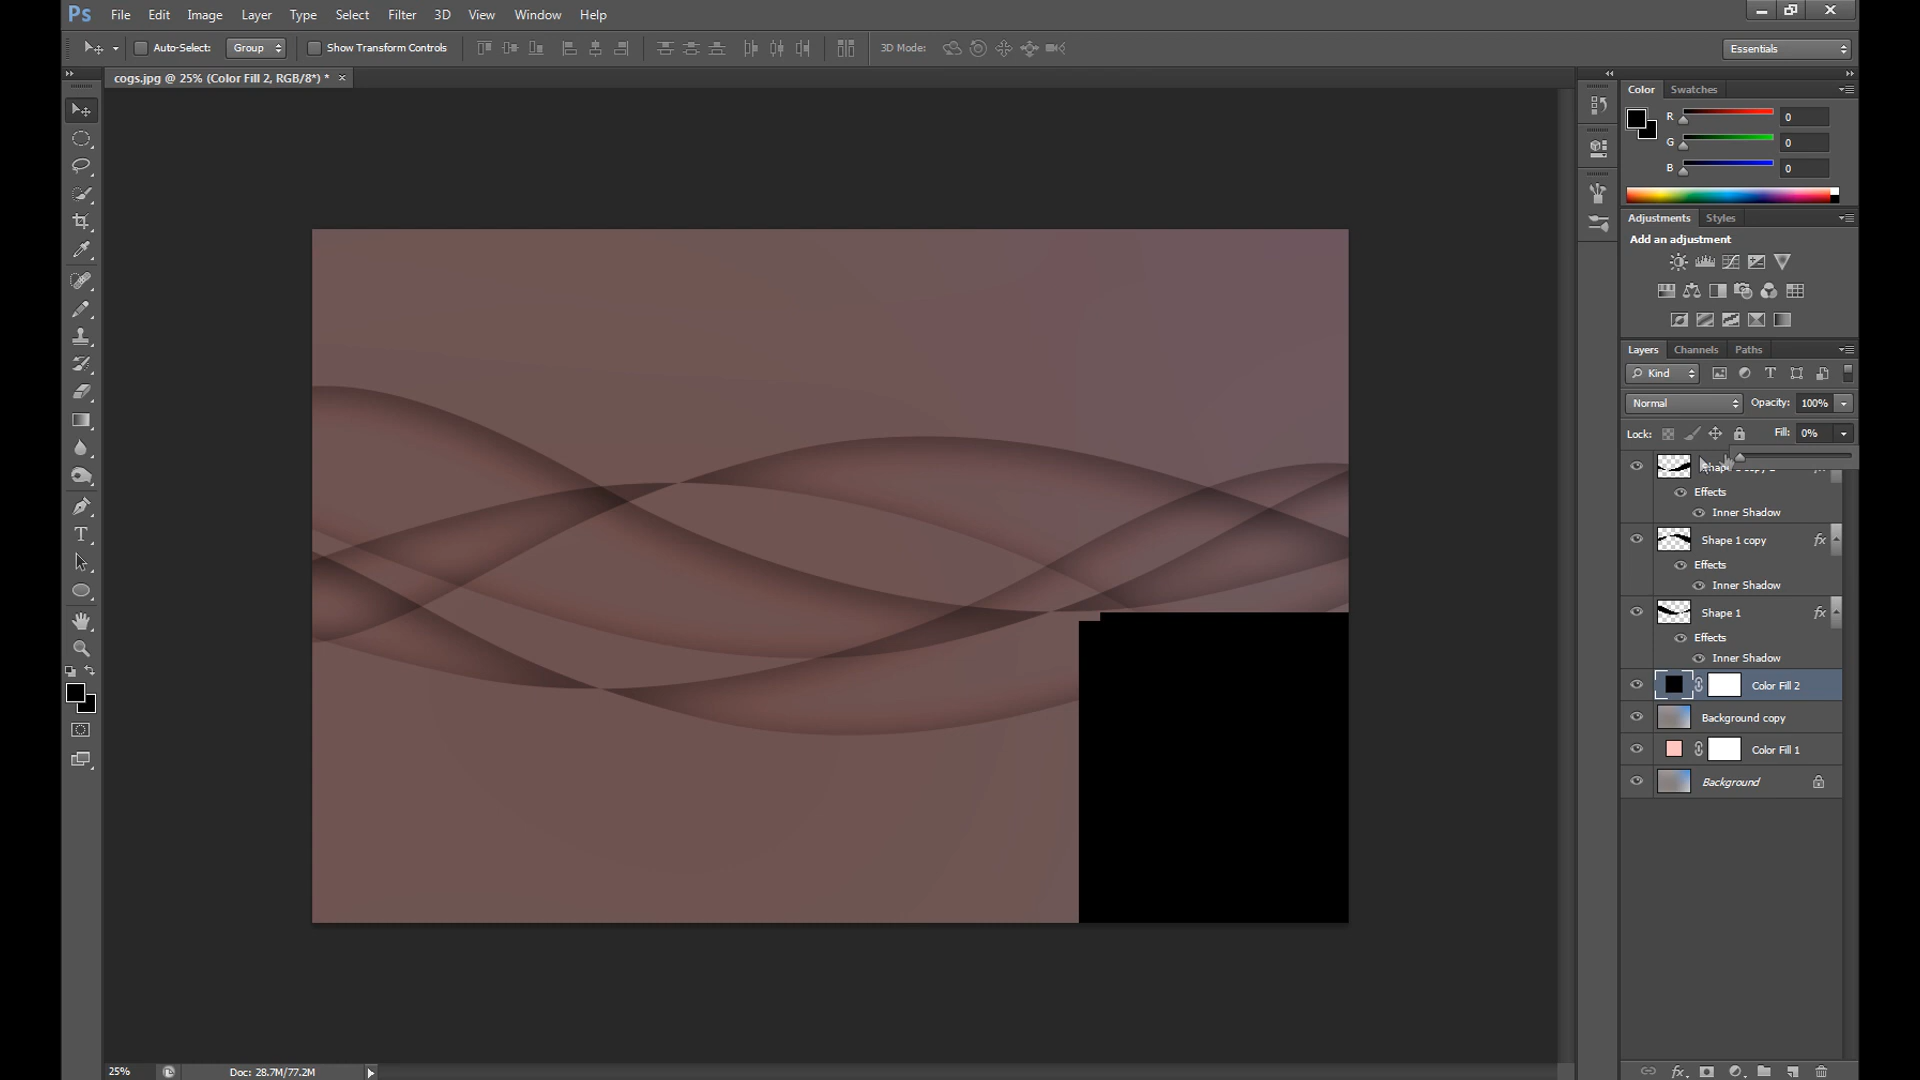 Ps File Edit Image Layer Type Select Filter 3D View Window Help
Auto-Select: Group Show Transform Controls 3D Mode: Essentials
cogs.jpg @ 25% (Color Fill 2, RGB/8*) *
Color Swatches
R 0
G 0
B 0
Adjustments Styles
Add an adjustment
Layers Channels Paths
Kind
Normal Opacity: 100%
Lock: Fill: 0%
Effects
Inner Shadow
Shape 1 copy fx
Effects
Inner Shadow
Shape 1 fx
Effects
Inner Shadow
Color Fill 2
Background copy
Color Fill 1
Background
25% Doc: 28.7M/77.2M fx